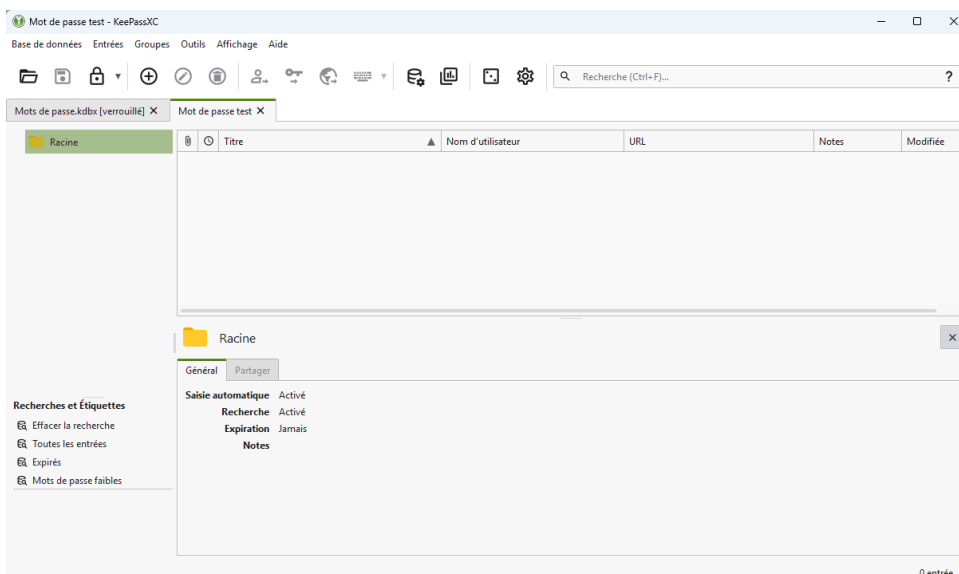 Mot de passe test - KeePassXC
Base de données Entrées Groupes Outils Affichage Aide
Recherche (Ctrl+F)... ?
Mots de passe.kdbx [verrouillé] Mot de passe test
Racine Titre Nom d'utilisateur URL Notes Modifiée
Racine
Général Partager
Saisie automatique Activé
Recherche Activé
Expiration Jamais
Notes
Recherches et Étiquettes
Effacer la recherche
Toutes les entrées
Expirés
Mots de passe faibles
0 entrée